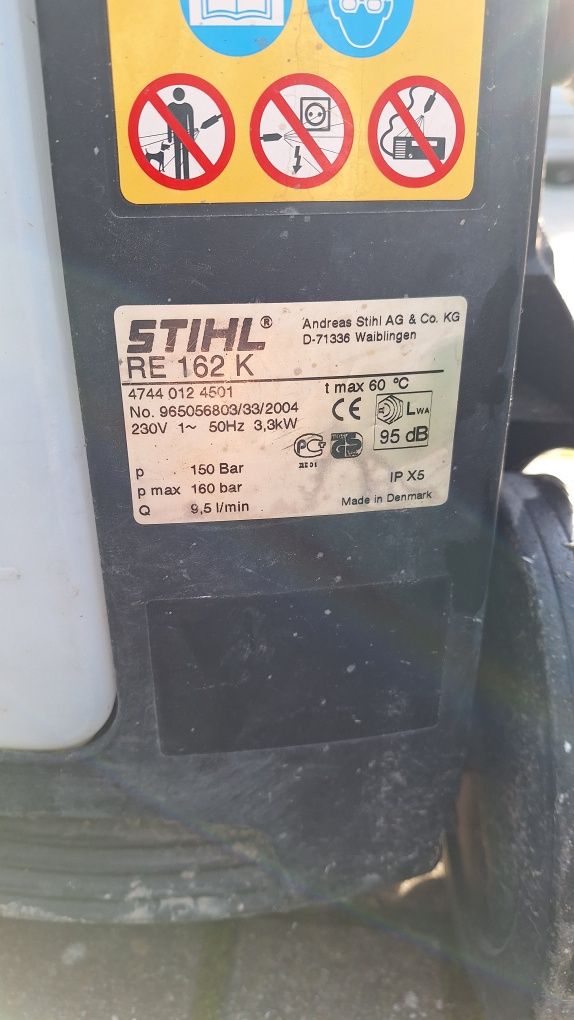 STIHL®
Andreas Stihl AG & Co. KG
D-71336 Waiblingen
RE 162 K
4744 012 4501
t max 60 °C
No. 965056803/33/2004
CE
LWA
230V 1~ 50Hz 3,3kW
95 dB
p 150 Bar
p max 160 bar
IP X5
Q 9,5 l/min
Made in Denmark